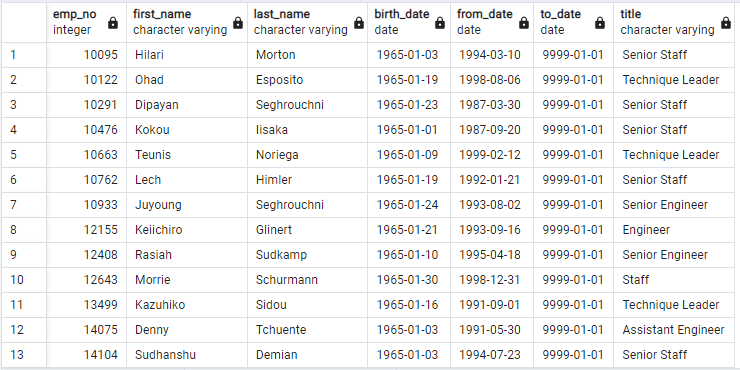 emp_no first_name last_name birth_date from_date to_date title
integer character varying character varying date date date character varying
1 10095 Hilari Morton 1965-01-03 1994-03-10 9999-01-01 Senior Staff
2 10122 Ohad Esposito 1965-01-19 1998-08-06 9999-01-01 Technique Leader
3 10291 Dipayan Seghrouchni 1965-01-23 1987-03-30 9999-01-01 Senior Staff
4 10476 Kokou Iisaka 1965-01-01 1987-09-20 9999-01-01 Senior Staff
5 10663 Teunis Noriega 1965-01-09 1999-02-12 9999-01-01 Technique Leader
6 10762 Lech Himler 1965-01-19 1992-01-21 9999-01-01 Senior Staff
7 10933 Juyoung Seghrouchni 1965-01-24 1993-08-02 9999-01-01 Senior Engineer
8 12155 Keiichiro Glinert 1965-01-21 1993-09-16 9999-01-01 Engineer
9 12408 Rasiah Sudkamp 1965-01-10 1995-04-18 9999-01-01 Senior Engineer
10 12643 Morrie Schurmann 1965-01-30 1998-12-31 9999-01-01 Staff
11 13499 Kazuhiko Sidou 1965-01-16 1991-09-01 9999-01-01 Technique Leader
12 14075 Denny Tchuente 1965-01-03 1991-05-30 9999-01-01 Assistant Engineer
13 14104 Sudhanshu Demian 1965-01-03 1994-07-23 9999-01-01 Senior Staff